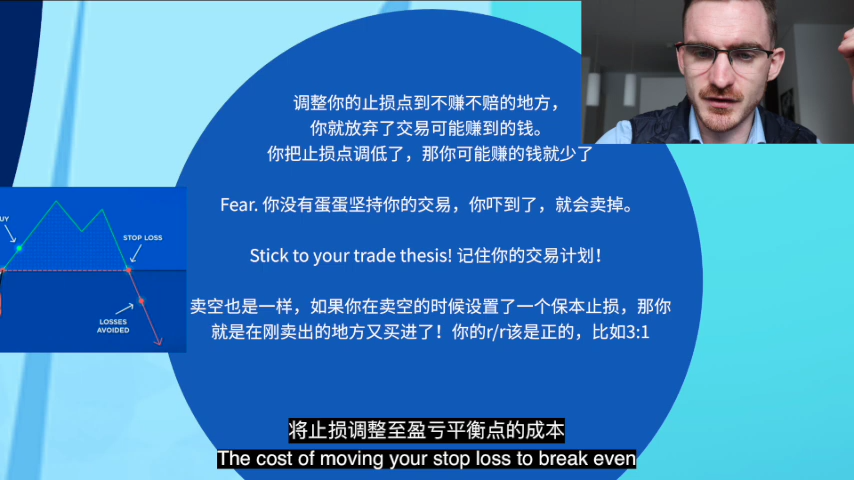 调整你的止损点到不赚不赔的地方，
你就放弃了交易可能赚到的钱。
你把止损点调低了，那你可能赚的钱就少了
Fear. 你没有蛋蛋坚持你的交易，你吓到了，就会卖掉。
Stick to your trade thesis! 记住你的交易计划！
卖空也是一样，如果你在卖空的时候设置了一个保本止损，那你
就是在刚卖出的地方又买进了！你的r/r该是正的，比如3:1
UY
STOP LOSS
LOSSES
AVOIDED
将止损调整至盈亏平衡点的成本
The cost of moving your stop loss to break even